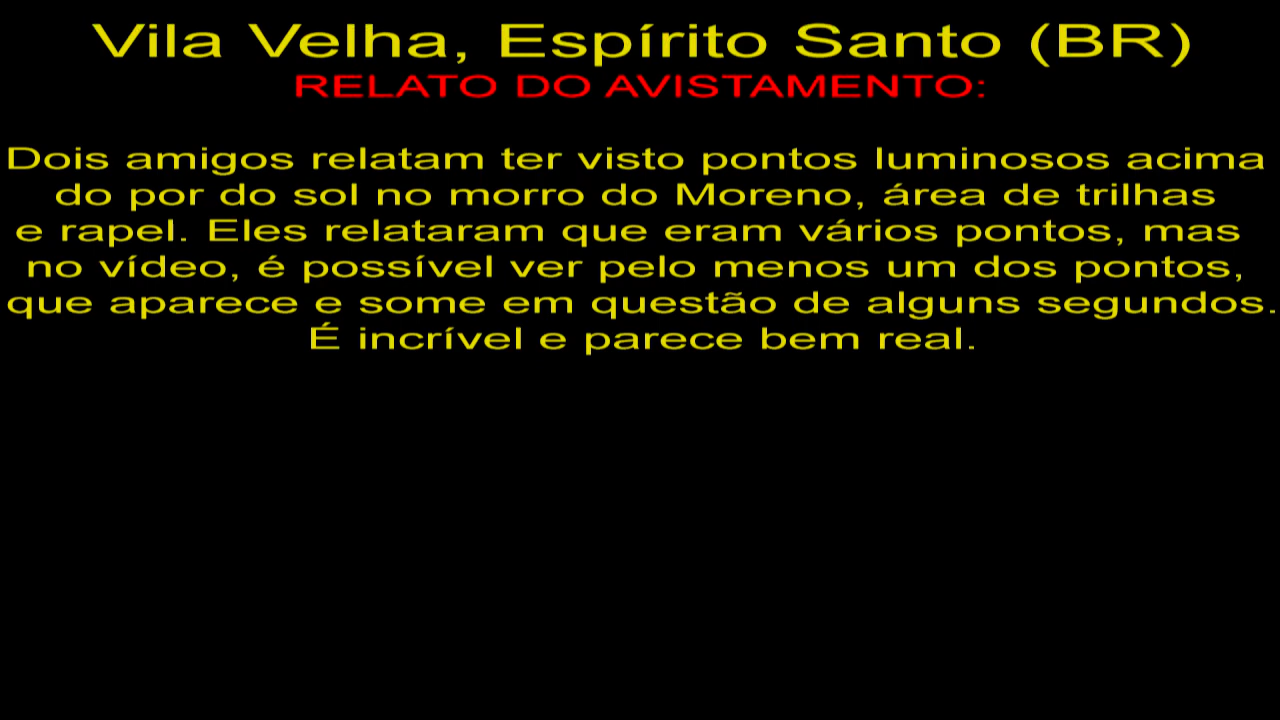 Vila Velha, Espírito Santo (BR)
RELATO DO AVISTAMENTO:
Dois amigos relatam ter visto pontos luminosos acima
do por do sol no morro do Moreno, área de trilhas
e rapel. Eles relataram que eram vários pontos, mas
no vídeo, é possível ver pelo menos um dos pontos,
que aparece e some em questão de alguns segundos.
É incrível e parece bem real.